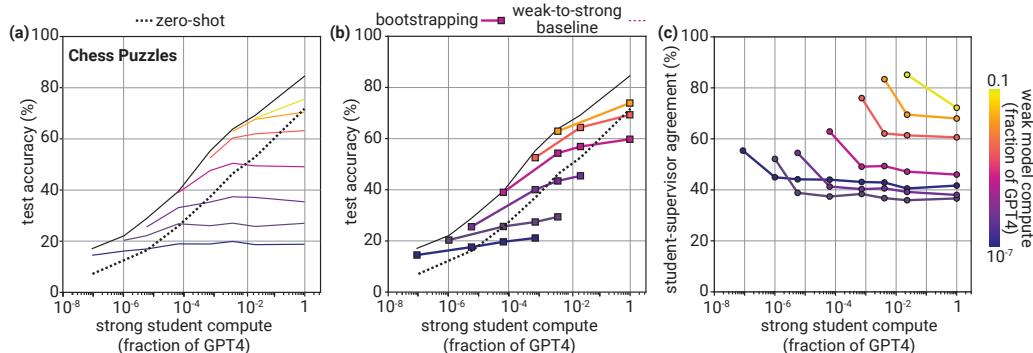 zero-shot
bootstrapping
weak-to-strong
baseline
(a)
Chess Puzzles
test accuracy (%)
100
80
60
40
20
0
10-8
10-6
10-4
10-2
1
strong student compute
(fraction of GPT4)
(b)
test accuracy (%)
100
80
60
40
20
0
10-8
10-6
10-4
10-2
1
strong student compute
(fraction of GPT4)
(c)
student-supervisor agreement (%)
100
80
60
40
20
0
10-8
10-6
10-4
10-2
1
strong student compute
(fraction of GPT4)
0.1
10-7
weak model compute
(fraction of GPT4)